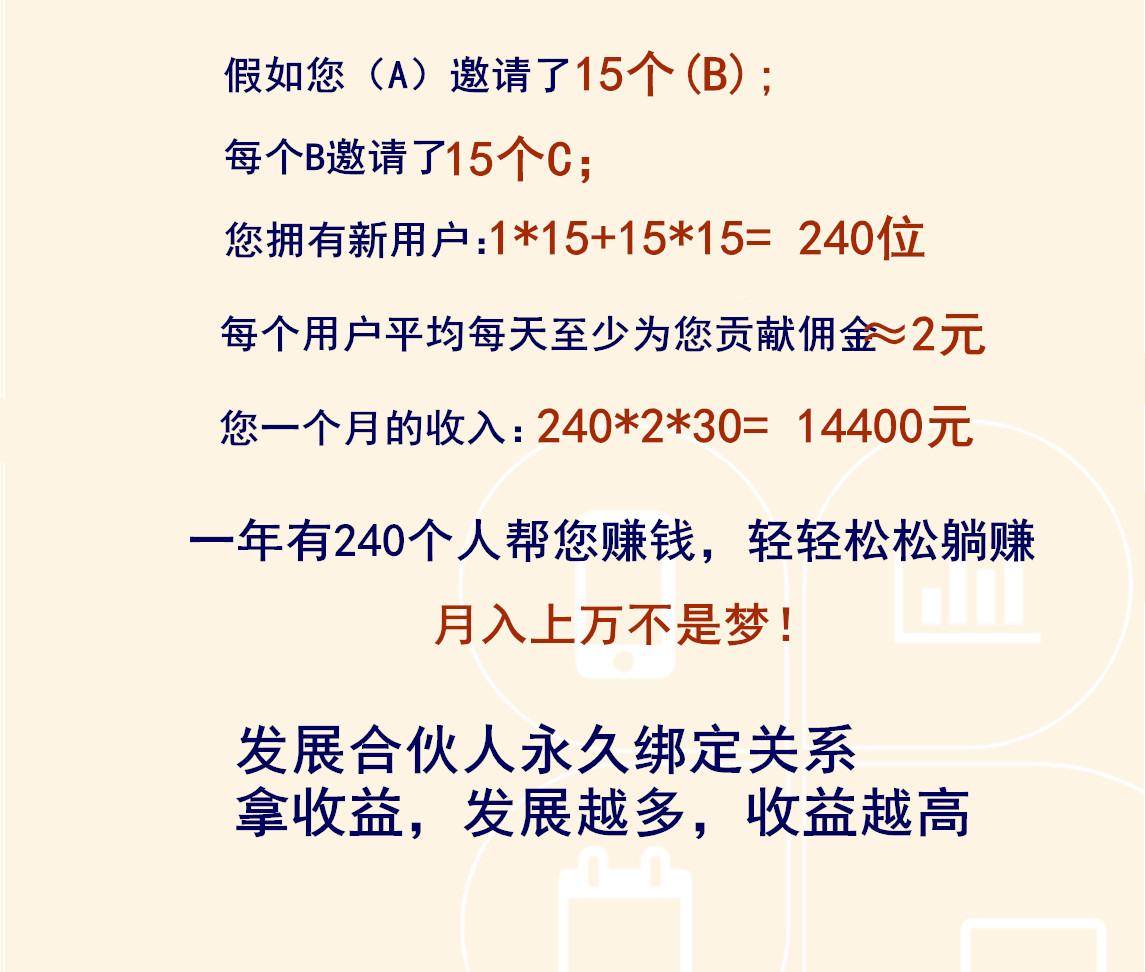 假如您（A）邀请了15个(B)；
每个B邀请了15个C；
您拥有新用户:1*15+15*15= 240位
每个用户平均每天至少为您贡献佣金≈2元
您一个月的收入：240*2*30= 14400元
一年有240个人帮您赚钱，轻轻松松躺赚
月入上万不是梦！
发展合伙人永久绑定关系
拿收益，发展越多，收益越高